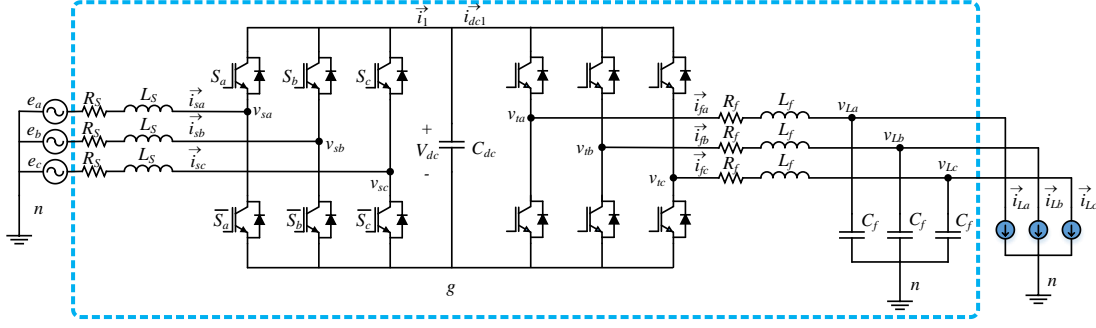 i₁ i_dc1
S_a S_b S_c
e_a R_S L_S i_sa v_sa
e_b R_S L_S i_sb v_sb
e_c R_S L_S i_sc v_sc
+
V_dc C_dc
-
v_ta i_fa R_f L_f v_La
v_tb i_fb R_f L_f v_Lb
v_tc i_fc R_f L_f v_Lc
S̅_a S̅_b S̅_c
C_f C_f C_f
i_La i_Lb i_Lc
n g n n